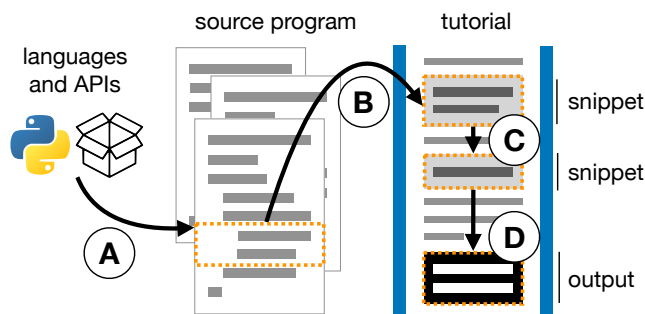 source program
tutorial
languages
and APIs
A
B
C
D
snippet
snippet
output